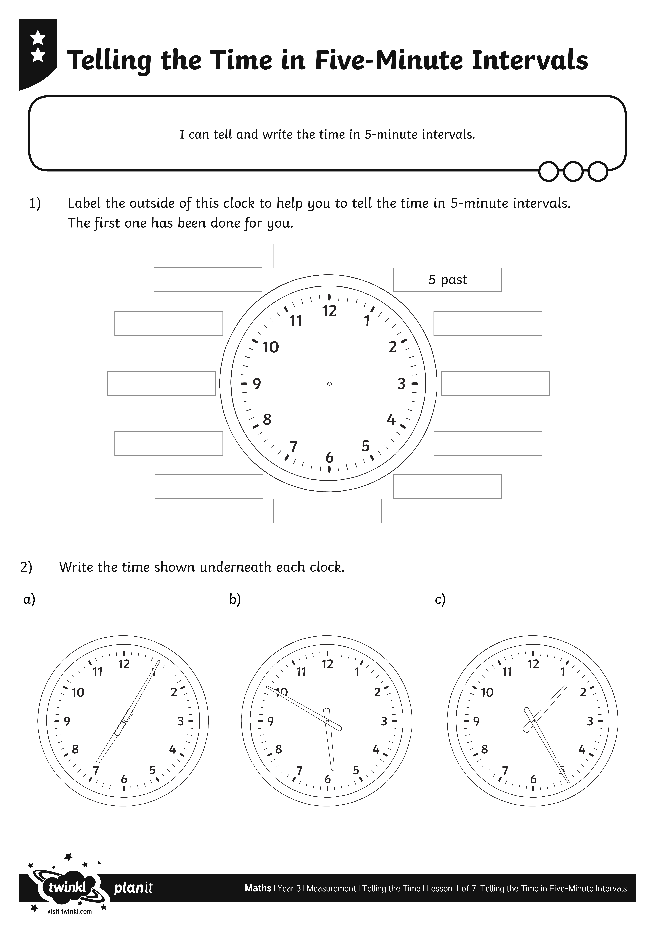 Telling the Time in Five-Minute Intervals
I can tell and write the time in 5-minute intervals.
1) Label the outside of this clock to help you to tell the time in 5-minute intervals.
The first one has been done for you.
5 past
12
11 1
10 2
9 3
8 4
7 5
6
2) Write the time shown underneath each clock.
a) b) c)
12 12 12
11 1 11 1 11 1
10 2 10 2 10 2
9 3 9 3 9 3
8 4 8 4 8 4
7 5 7 5 7 5
6 6 6
twinkl planit
visit twinkl.com
Maths | Year 3 | Measurement | Telling the Time | Lesson 1 of 7: Telling the Time in Five-Minute Intervals